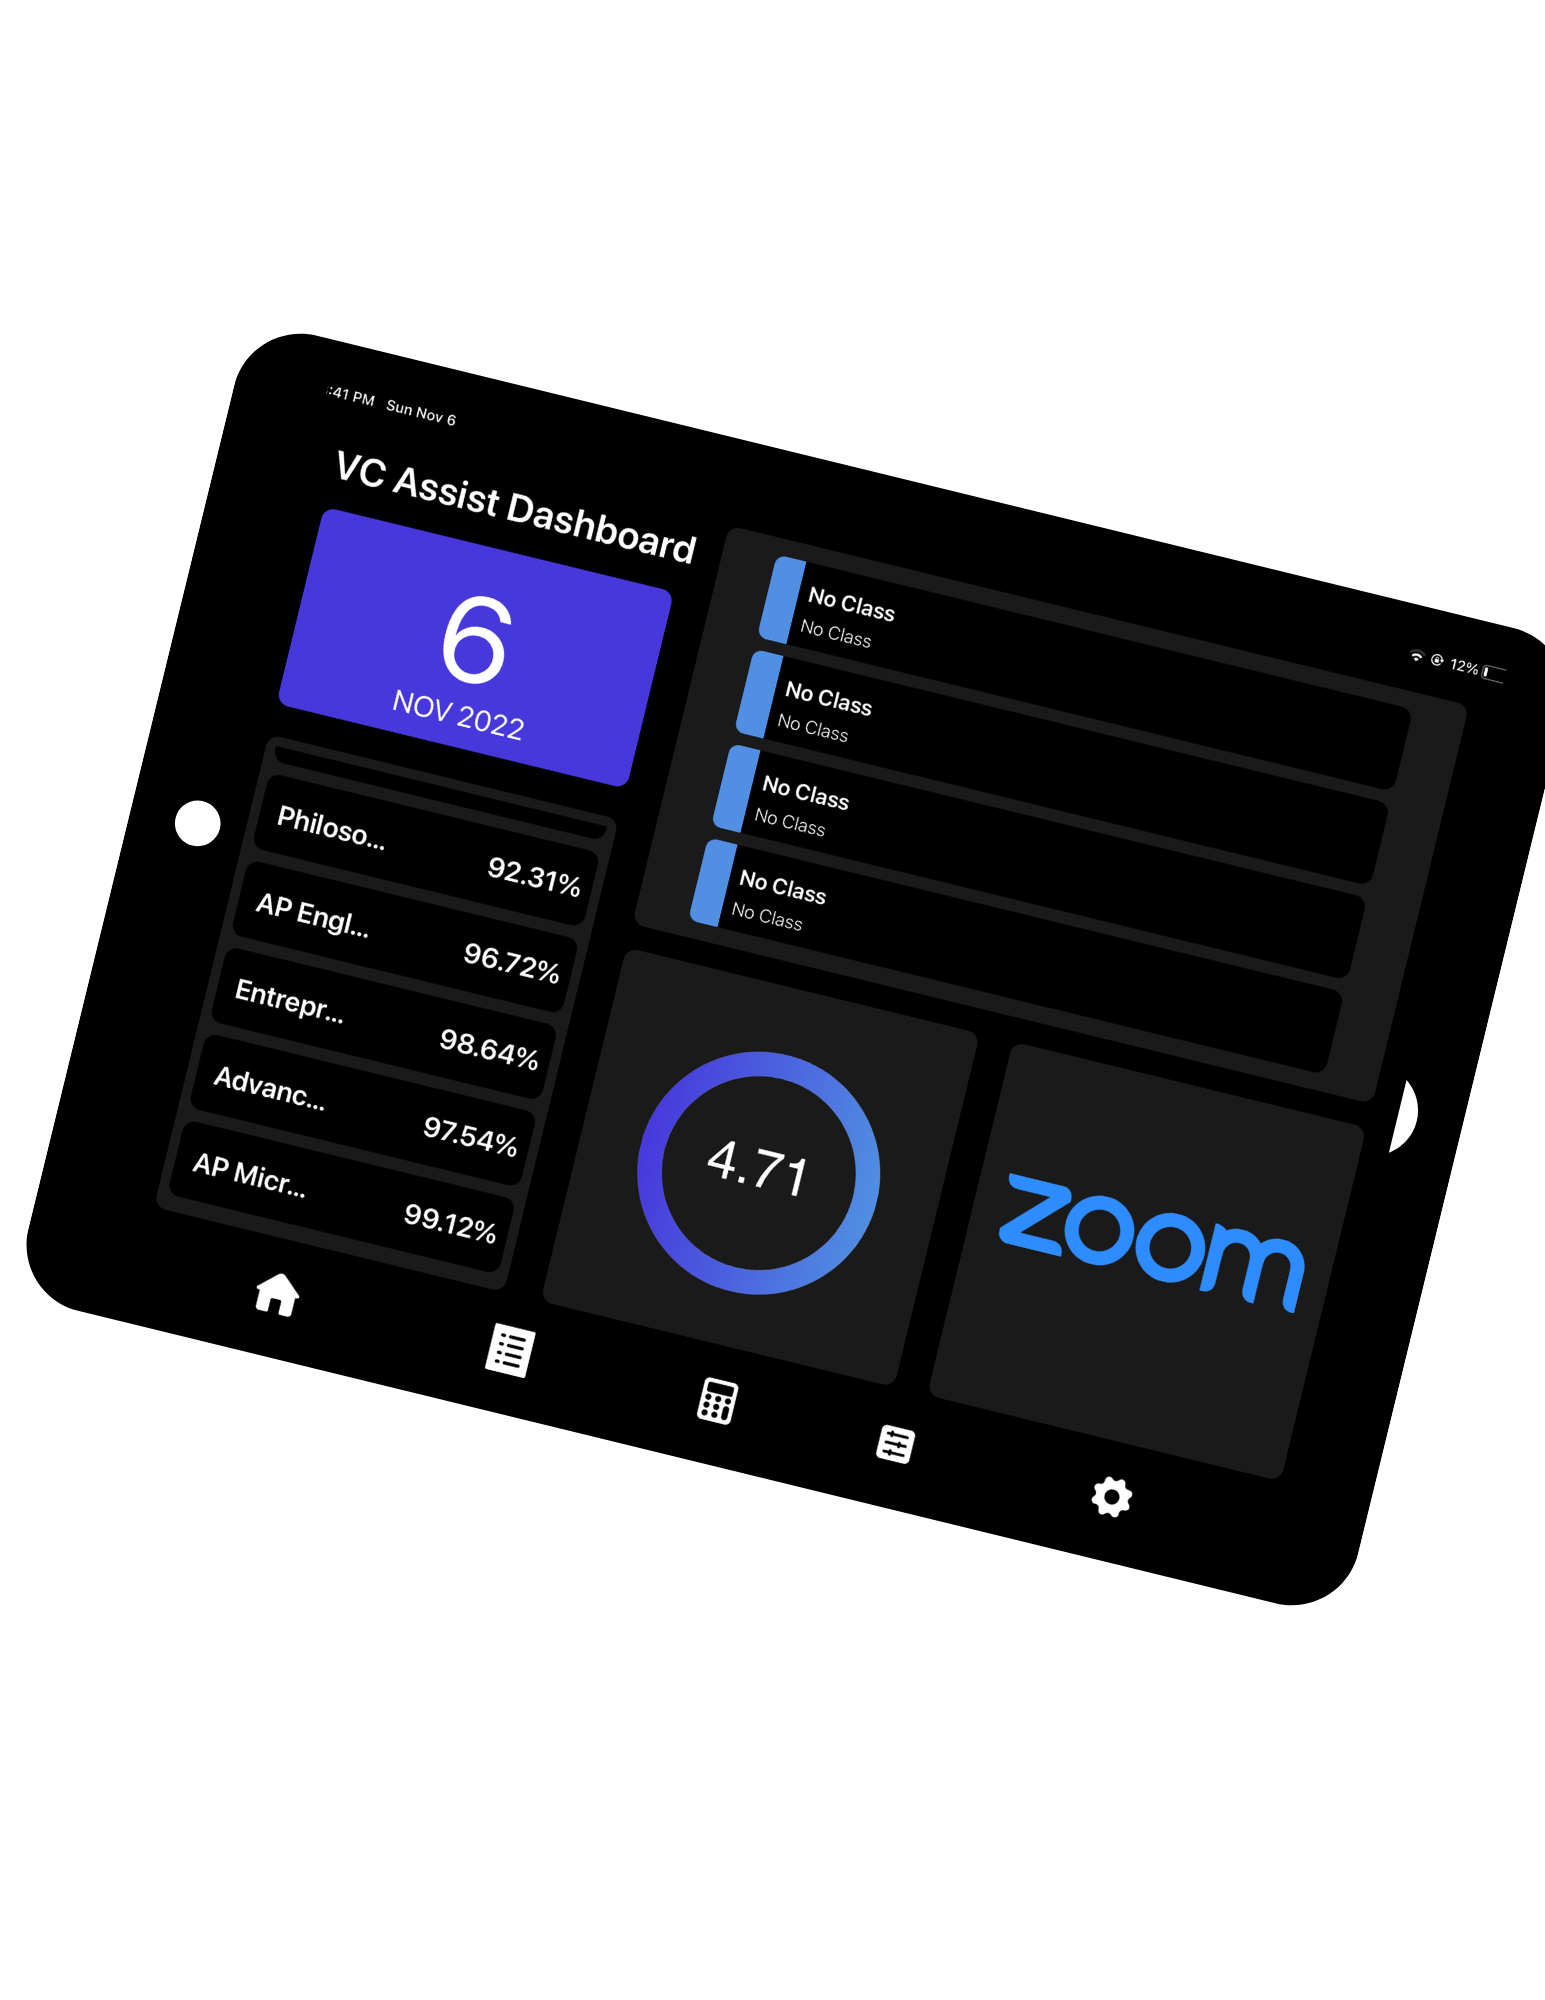 :41 PM Sun Nov 6
12%
VC Assist Dashboard
6
NOV 2022
Philoso... 92.31%
AP Engl... 96.72%
Entrepr... 98.64%
Advanc... 97.54%
AP Micr... 99.12%
No Class
No Class
No Class
No Class
No Class
No Class
No Class
No Class
4.71
zoom